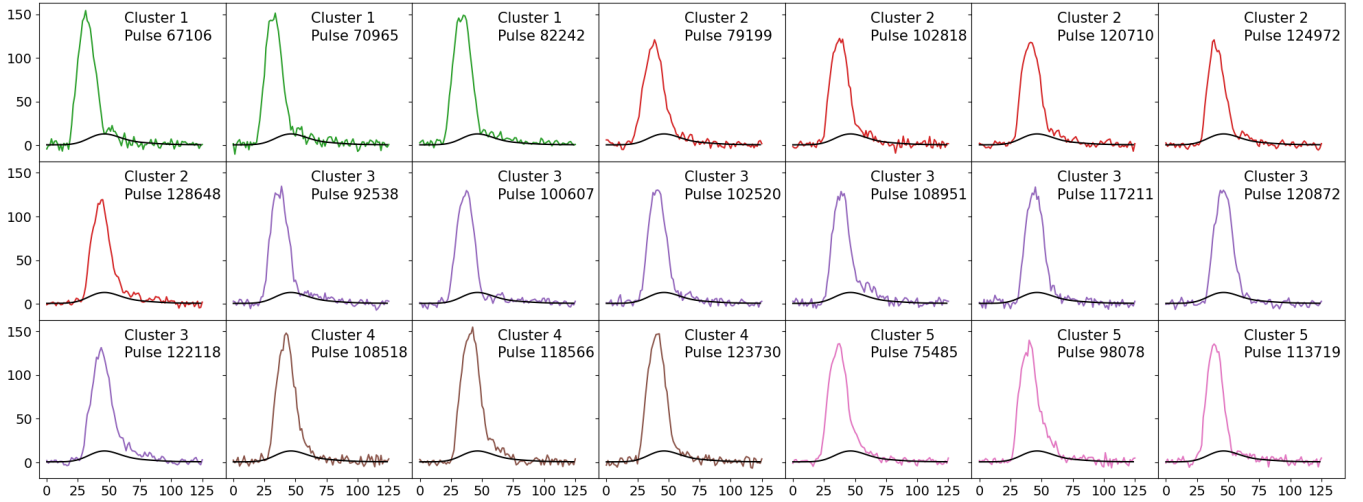 150
100
50
0
Cluster 1
Pulse 67106
Cluster 1
Pulse 70965
Cluster 1
Pulse 82242
Cluster 2
Pulse 79199
Cluster 2
Pulse 102818
Cluster 2
Pulse 120710
Cluster 2
Pulse 124972
150
100
50
0
Cluster 2
Pulse 128648
Cluster 3
Pulse 92538
Cluster 3
Pulse 100607
Cluster 3
Pulse 102520
Cluster 3
Pulse 108951
Cluster 3
Pulse 117211
Cluster 3
Pulse 120872
150
100
50
0
Cluster 3
Pulse 122118
Cluster 4
Pulse 108518
Cluster 4
Pulse 118566
Cluster 4
Pulse 123730
Cluster 5
Pulse 75485
Cluster 5
Pulse 98078
Cluster 5
Pulse 113719
0 25 50 75 100 125
0 25 50 75 100 125
0 25 50 75 100 125
0 25 50 75 100 125
0 25 50 75 100 125
0 25 50 75 100 125
0 25 50 75 100 125